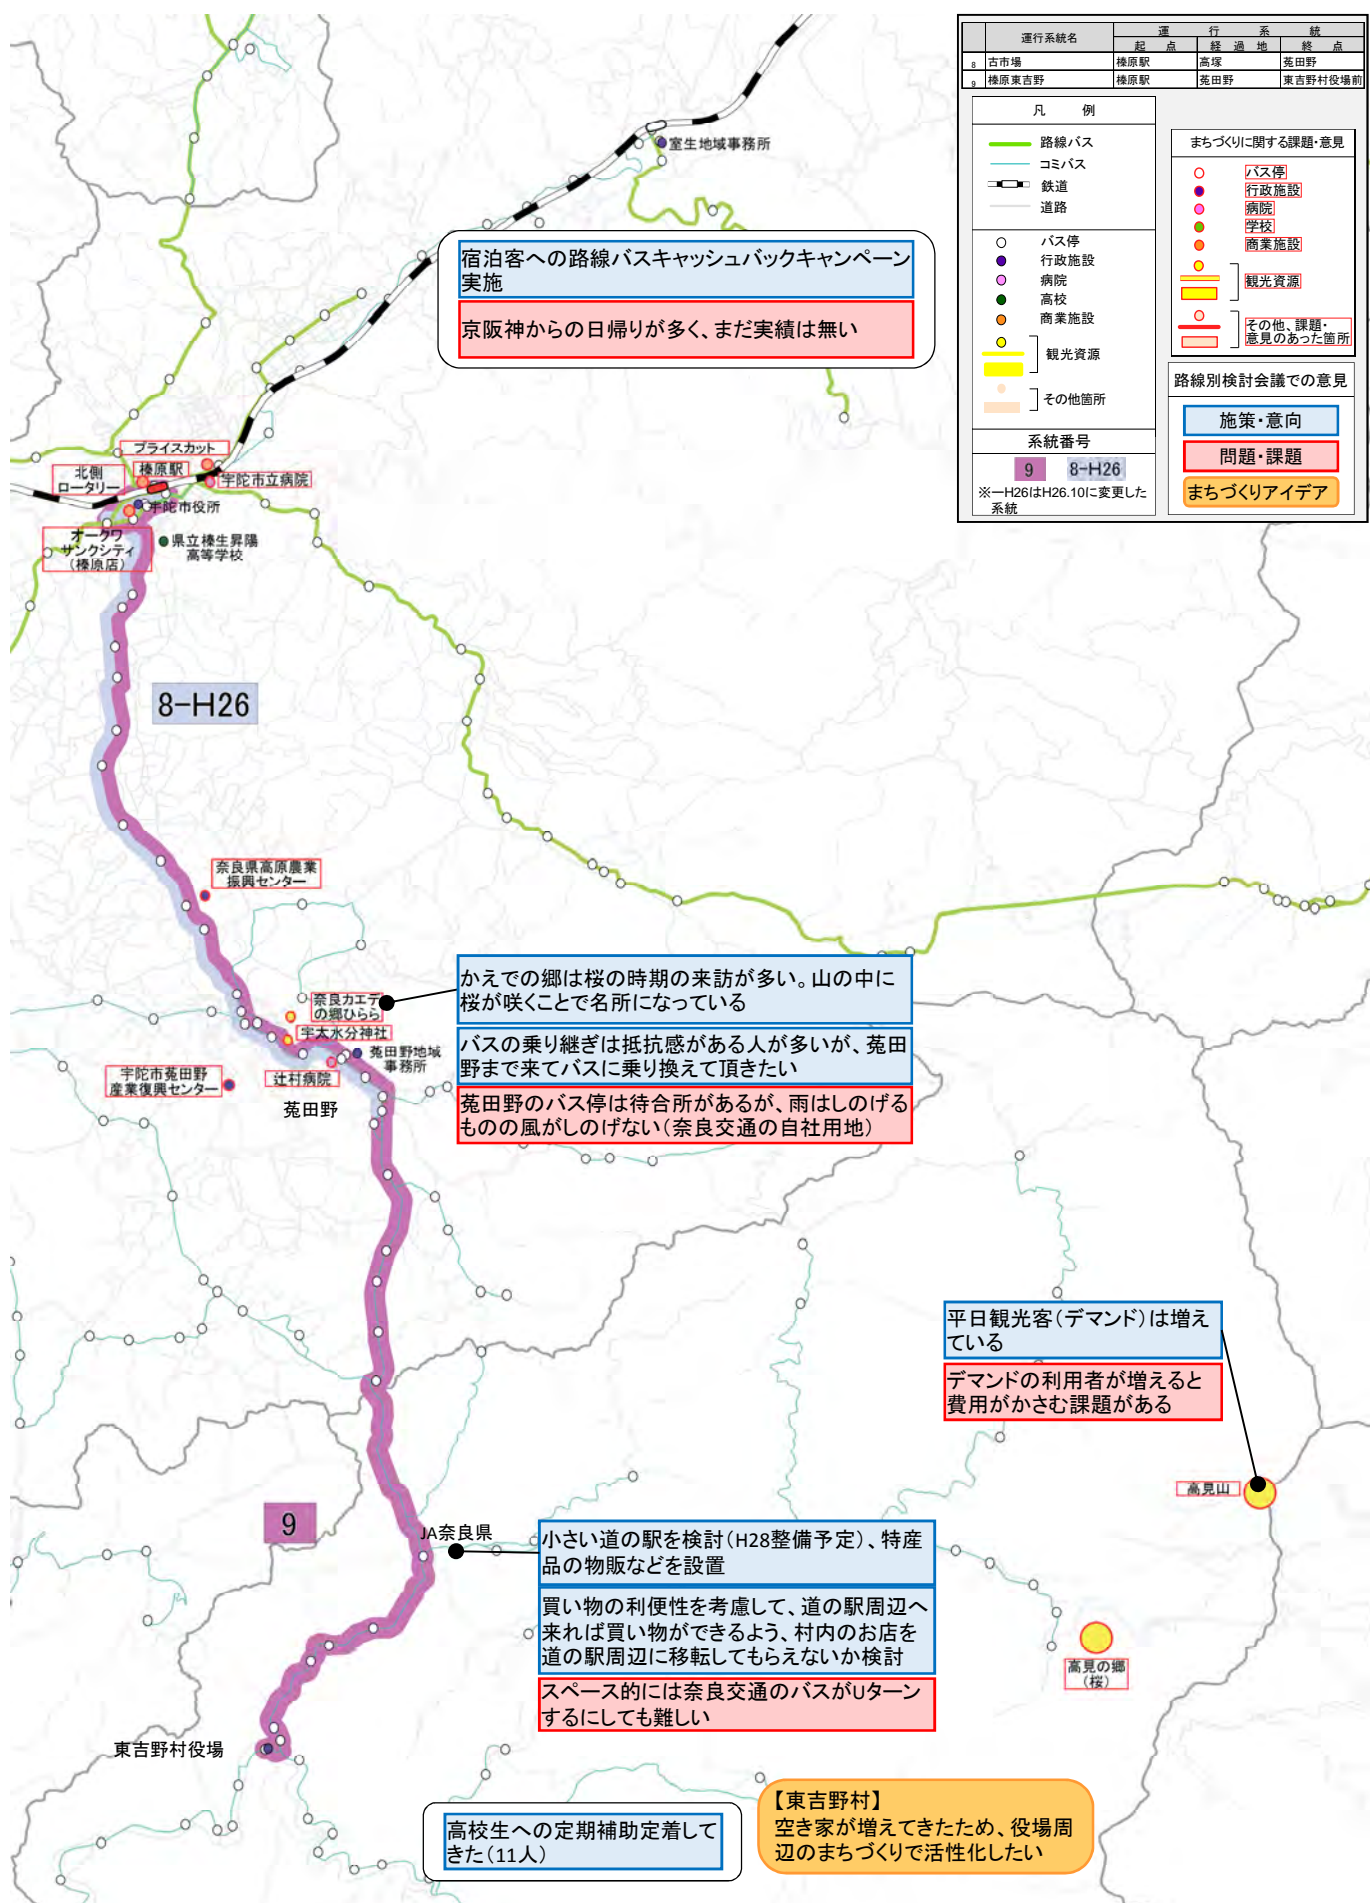 運行系統名
運行系統
起点
経過地
終点
8 古市場 榛原駅 高塚 菟田野
9 榛原東吉野 榛原駅 菟田野 東吉野村役場前
凡 例
路線バス
コミバス
鉄道
道路
バス停
行政施設
病院
高校
商業施設
観光資源
その他箇所
系統番号
9 8-H26
※-H26はH26.10に変更した
系統
まちづくりに関する課題・意見
バス停
行政施設
病院
学校
商業施設
観光資源
その他、課題・
意見のあった箇所
路線別検討会議での意見
施策・意向
問題・課題
まちづくりアイデア
室生地域事務所
宿泊客への路線バスキャッシュバックキャンペーン
実施
京阪神からの日帰りが多く、まだ実績は無い
プライスカット
榛原駅
北側
ロータリー
宇陀市立病院
宇陀市役所
オークワ
サンクシティ
(榛原店)
県立榛生昇陽
高等学校
8-H26
奈良県高原農業
振興センター
奈良カエデ
の郷ひらら
宇太水分神社
菟田野地域
事務所
辻村病院
宇陀市菟田野
産業復興センター
菟田野
かえでの郷は桜の時期の来訪が多い。山の中に
桜が咲くことで名所になっている
バスの乗り継ぎは抵抗感がある人が多いが、菟田
野まで来てバスに乗り換えて頂きたい
菟田野のバス停は待合所があるが、雨はしのげる
ものの風がしのげない(奈良交通の自社用地)
平日観光客(デマンド)は増え
ている
デマンドの利用者が増えると
費用がかさむ課題がある
高見山
9
JA奈良県
小さい道の駅を検討(H28整備予定)、特産
品の物販などを設置
買い物の利便性を考慮して、道の駅周辺へ
来れば買い物ができるよう、村内のお店を
道の駅周辺に移転してもらえないか検討
スペース的には奈良交通のバスがUターン
するにしても難しい
高見の郷
(桜)
東吉野村役場
高校生への定期補助定着して
きた(11人)
【東吉野村】
空き家が増えてきたため、役場周
辺のまちづくりで活性化したい